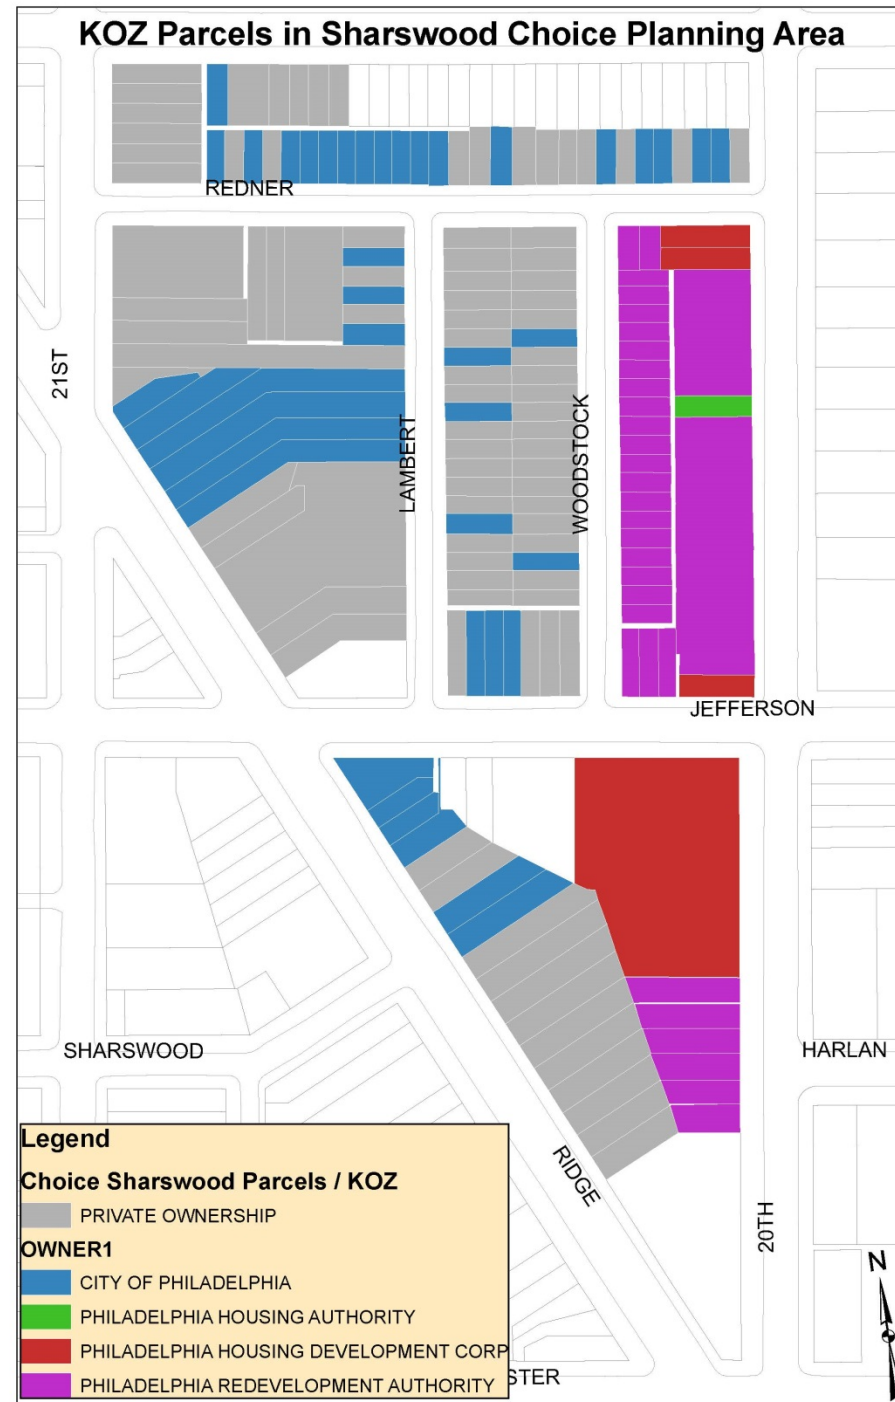 KOZ Parcels in Sharswood Choice Planning Area
REDNER
21ST
LAMBERT
WOODSTOCK
JEFFERSON
SHARSWOOD
HARLAN
RIDGE
20TH
N
STER
Legend
Choice Sharswood Parcels / KOZ
PRIVATE OWNERSHIP
OWNER1
CITY OF PHILADELPHIA
PHILADELPHIA HOUSING AUTHORITY
PHILADELPHIA HOUSING DEVELOPMENT CORP
PHILADELPHIA REDEVELOPMENT AUTHORITY